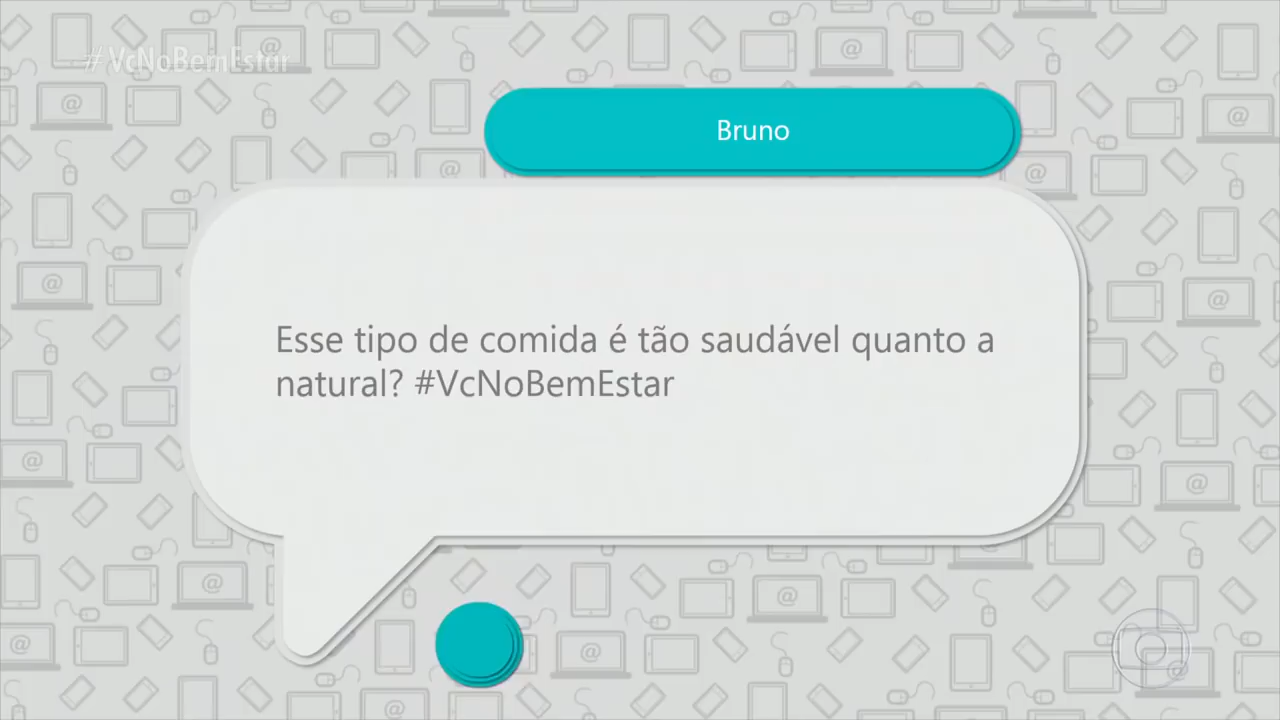 #VcNoBemEstar
Bruno
Esse tipo de comida é tão saudável quanto a
natural? #VcNoBemEstar